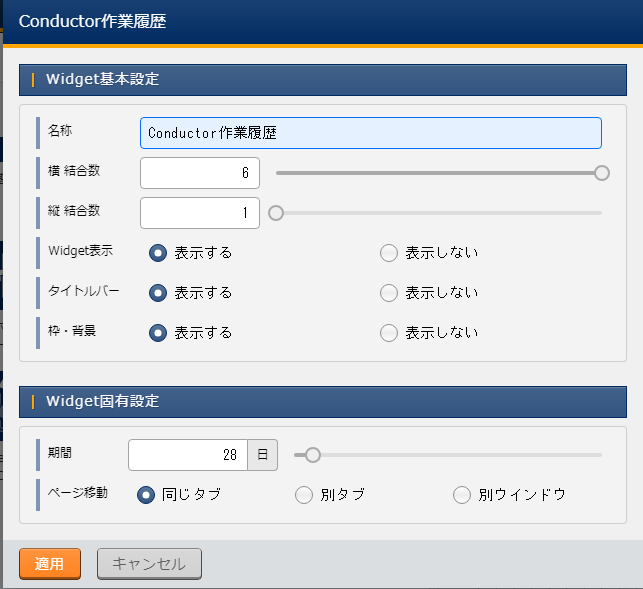 Conductor作業履歴
Widget基本設定
名称 Conductor作業履歴
横 結合数 6
縦 結合数 1
Widget表示 表示する 表示しない
タイトルバー 表示する 表示しない
枠・背景 表示する 表示しない
Widget固有設定
期間 28 日
ページ移動 同じタブ 別タブ 別ウインドウ
適用 キャンセル